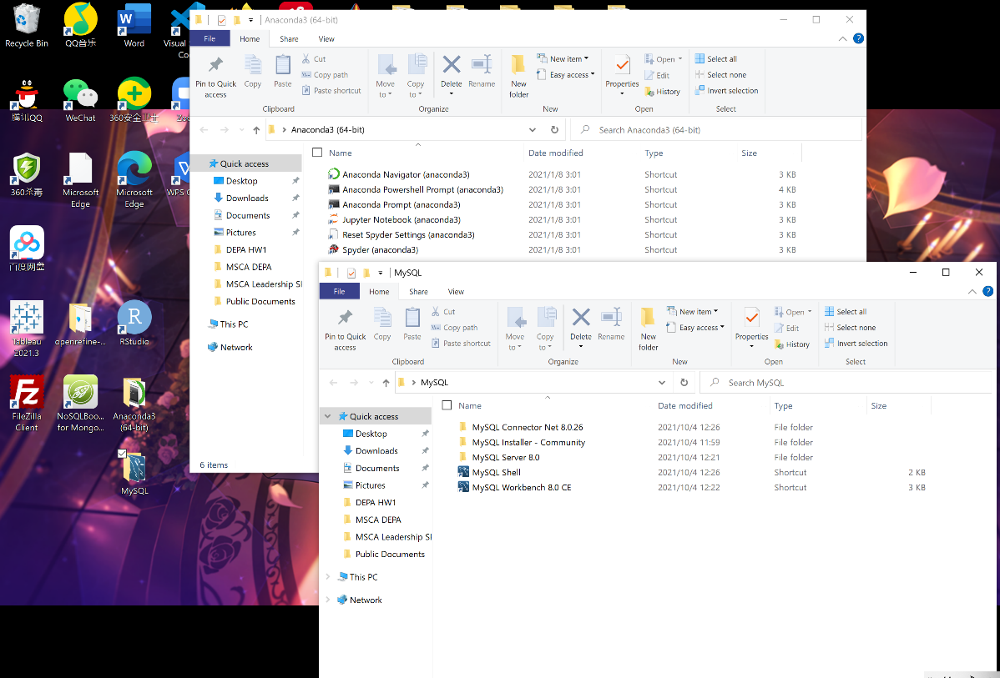 Recycle Bin
QQ音乐
Word
Visual
Co
腾讯QQ
WeChat
360安全卫士
360杀毒
Microsoft
Edge
Microsoft
Edge
WPS
百度网盘
Tableau
2021.3
openrefine-...
RStudio
FileZilla
Client
NoSQLBoo...
for Mongo...
Anaconda3
(64-bit)
MySQL
Anaconda3 (64-bit)
File Home Share View
Pin to Quick
access
Copy
Paste
Cut
Copy path
Paste shortcut
Clipboard
Move
to
Copy
to
Delete
Rename
Organize
New
folder
New item
Easy access
New
Properties
Open
Edit
History
Open
Select all
Select none
Invert selection
Select
Anaconda3 (64-bit)
Search Anaconda3 (64-bit)
Quick access
Desktop
Downloads
Documents
Pictures
DEPA HW1
MSCA DEPA
MSCA Leadership Sl
Public Documents
This PC
Network
Name Date modified Type Size
Anaconda Navigator (anaconda3) 2021/1/8 3:01 Shortcut 3 KB
Anaconda Powershell Prompt (anaconda3) 2021/1/8 3:01 Shortcut 4 KB
Anaconda Prompt (anaconda3) 2021/1/8 3:01 Shortcut 3 KB
Jupyter Notebook (anaconda3) 2021/1/8 3:01 Shortcut 3 KB
Reset Spyder Settings (anaconda3) 2021/1/8 3:01 Shortcut 3 KB
Spyder (anaconda3) 2021/1/8 3:01 Shortcut 3 KB
6 items
MySQL
File Home Share View
Pin to Quick
access
Copy
Paste
Cut
Copy path
Paste shortcut
Clipboard
Move
to
Copy
to
Delete
Rename
Organize
New
folder
New item
Easy access
New
Properties
Open
Edit
History
Open
Select all
Select none
Invert selection
Select
MySQL
Search MySQL
Quick access
Desktop
Downloads
Documents
Pictures
DEPA HW1
MSCA DEPA
MSCA Leadership Sl
Public Documents
This PC
Network
Name Date modified Type Size
MySQL Connector Net 8.0.26 2021/10/4 12:26 File folder
MySQL Installer - Community 2021/10/4 11:59 File folder
MySQL Server 8.0 2021/10/4 12:21 File folder
MySQL Shell 2021/10/4 12:26 Shortcut 2 KB
MySQL Workbench 8.0 CE 2021/10/4 12:22 Shortcut 3 KB